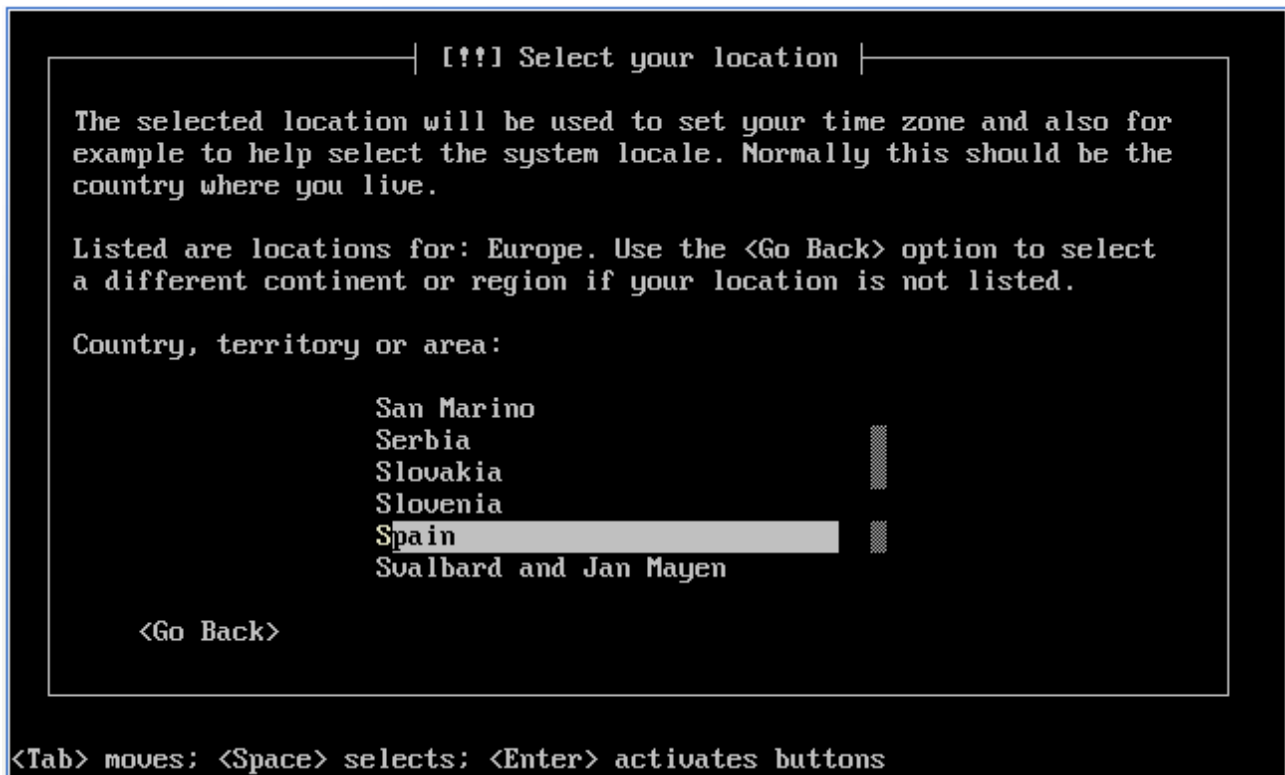 [!!] Select your location
The selected location will be used to set your time zone and also for
example to help select the system locale. Normally this should be the
country where you live.
Listed are locations for: Europe. Use the <Go Back> option to select
a different continent or region if your location is not listed.
Country, territory or area:
San Marino
Serbia
Slovakia
Slovenia
Spain
Svalbard and Jan Mayen
<Go Back>
<Tab> moves; <Space> selects; <Enter> activates buttons